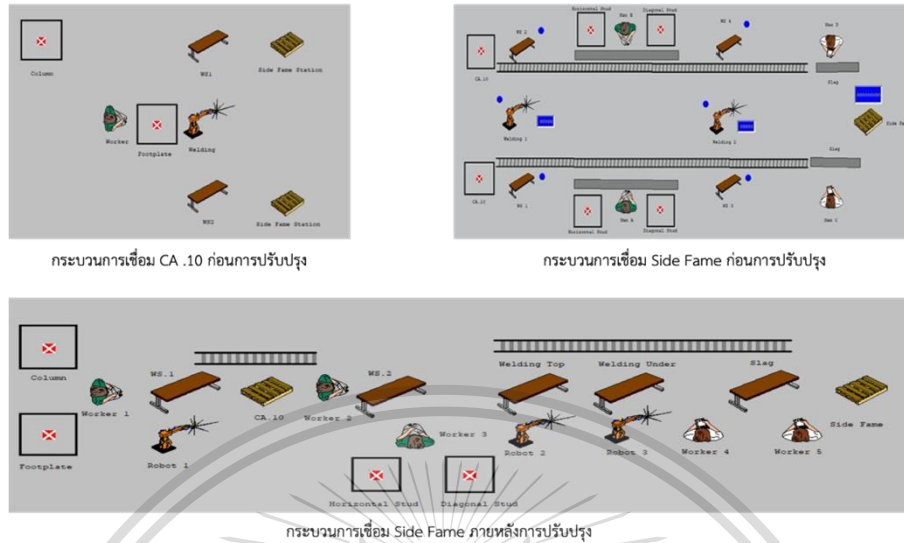 Column
WS1
Side Fame Station
Worker
Footplate
Welding
WS2
Side Fame Station
กระบวนการเชื่อม CA .10 ก่อนการปรับปรุง
Horizontal Stud
Man B
Diagonal Stud
WS 2
WS 4
Man D
CA.10
Slag
Welding 1
Welding 2
Side Fa
Slag
CA.10
WS 1
WS 3
Horizontal Stud
Man A
Diagonal Stud
Man C
กระบวนการเชื่อม Side Fame ก่อนการปรับปรุง
Column
Worker 1
WS.1
CA.10
Worker 2
WS.2
Welding Top
Welding Under
Slag
Side Fame
Footplate
Robot 1
Worker 3
Robot 2
Robot 3
Worker 4
Worker 5
Horizontal Stud
Diagonal Stud
กระบวนการเชื่อม Side Fame ภายหลังการปรับปรุง